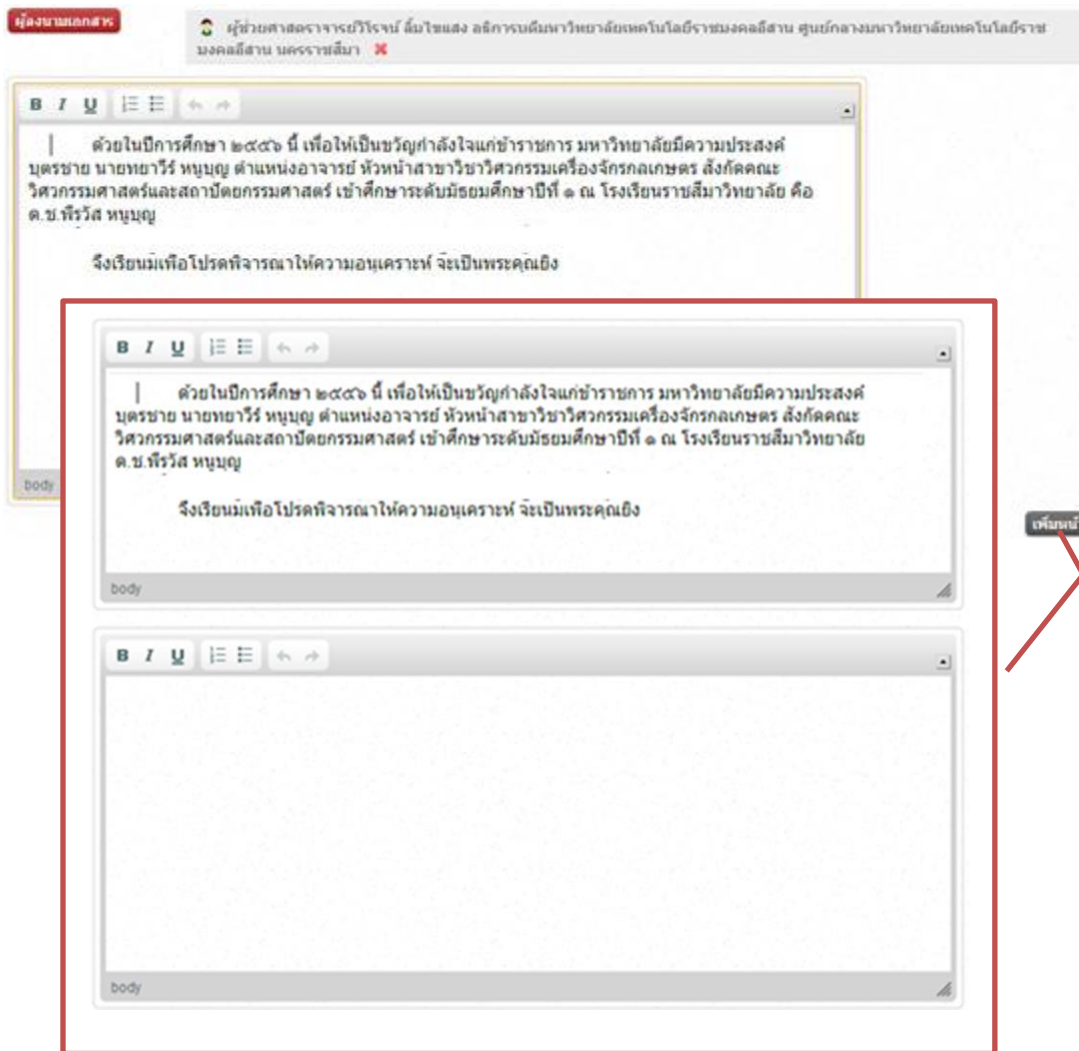 ผู้ลงนามเอกสาร
ผู้ช่วยศาสตราจารย์วิโรจน์ ลิ้มไขแสง อธิการบดีมหาวิทยาลัยเทคโนโลยีราชมงคลอีสาน ศูนย์กลางมหาวิทยาลัยเทคโนโลยีราช
มงคลอีสาน นครราชสีมา
B I U
ด้วยในปีการศึกษา ๒๕๕๖ นี้ เพื่อให้เป็นขวัญกำลังใจแก่ข้าราชการ มหาวิทยาลัยมีความประสงค์
บุตรชาย นายทยาวีร์ หนูบุญ ตำแหน่งอาจารย์ หัวหน้าสาขาวิชาวิศวกรรมเครื่องจักรกลเกษตร สังกัดคณะ
วิศวกรรมศาสตร์และสถาปัตยกรรมศาสตร์ เข้าศึกษาระดับมัธยมศึกษาปีที่ ๑ ณ โรงเรียนราชสีมาวิทยาลัย คือ
ด.ช.พีรวัส หนูบุญ
จึงเรียนมเพื่อโปรดพิจารณาให้ความอนุเคราะห์ จะเป็นพระคุณยิ่ง
body
B I U
ด้วยในปีการศึกษา ๒๕๕๖ นี้ เพื่อให้เป็นขวัญกำลังใจแก่ข้าราชการ มหาวิทยาลัยมีความประสงค์
บุตรชาย นายทยาวีร์ หนูบุญ ตำแหน่งอาจารย์ หัวหน้าสาขาวิชาวิศวกรรมเครื่องจักรกลเกษตร สังกัดคณะ
วิศวกรรมศาสตร์และสถาปัตยกรรมศาสตร์ เข้าศึกษาระดับมัธยมศึกษาปีที่ ๑ ณ โรงเรียนราชสีมาวิทยาลัย
ด.ช.พีรวัส หนูบุญ
จึงเรียนมเพื่อโปรดพิจารณาให้ความอนุเคราะห์ จะเป็นพระคุณยิ่ง
body
เพิ่มหน้
B I U
body